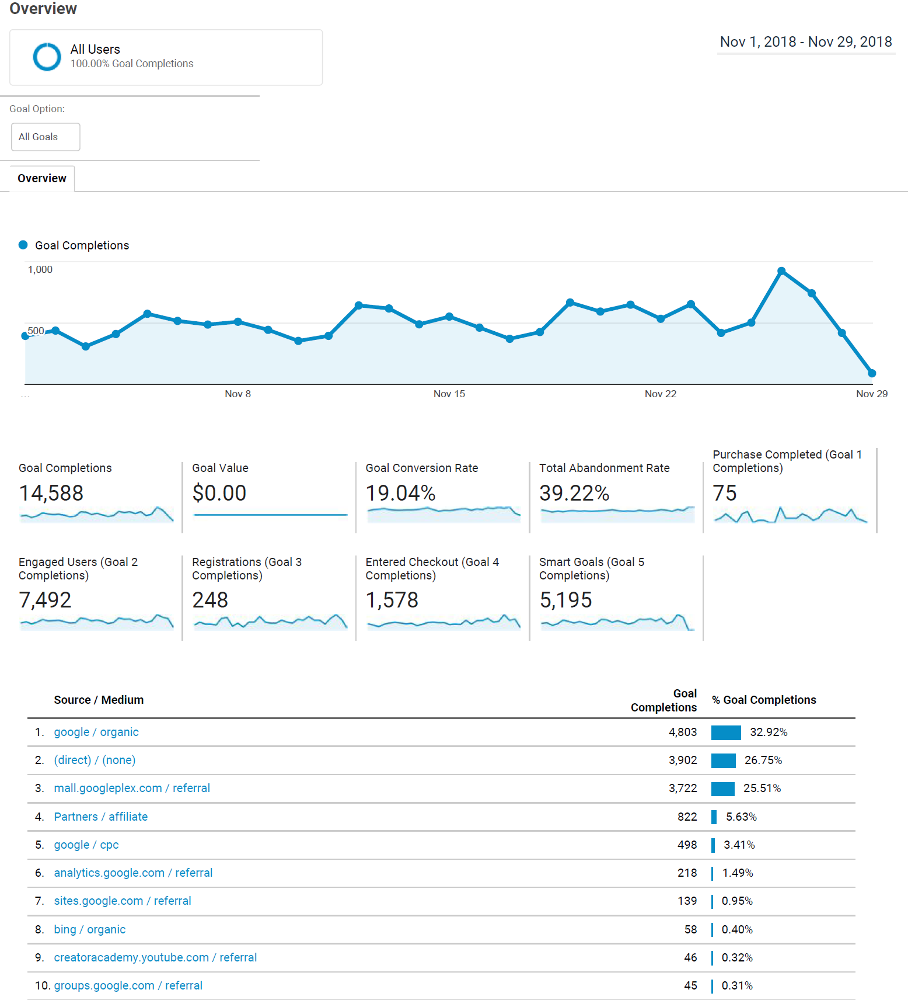 Overview
All Users
100.00% Goal Completions
Nov 1, 2018 - Nov 29, 2018
Goal Option:
All Goals
Overview
Goal Completions
1,000
500
...
Nov 8
Nov 15
Nov 22
Nov 29
Goal Completions
14,588
Goal Value
$0.00
Goal Conversion Rate
19.04%
Total Abandonment Rate
39.22%
Purchase Completed (Goal 1
Completions)
75
Engaged Users (Goal 2
Completions)
7,492
Registrations (Goal 3
Completions)
248
Entered Checkout (Goal 4
Completions)
1,578
Smart Goals (Goal 5
Completions)
5,195
Source / Medium
Goal
Completions
% Goal Completions
1. google / organic 4,803 32.92%
2. (direct) / (none) 3,902 26.75%
3. mall.googleplex.com / referral 3,722 25.51%
4. Partners / affiliate 822 5.63%
5. google / cpc 498 3.41%
6. analytics.google.com / referral 218 1.49%
7. sites.google.com / referral 139 0.95%
8. bing / organic 58 0.40%
9. creatoracademy.youtube.com / referral 46 0.32%
10. groups.google.com / referral 45 0.31%